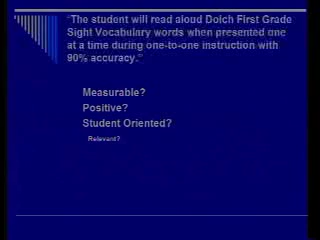 "The student will read aloud Dolch First Grade
Sight Vocabulary words when presented one
at a time during one-to-one instruction with
90% accuracy."
Measurable?
Positive?
Student Oriented?
Relevant?